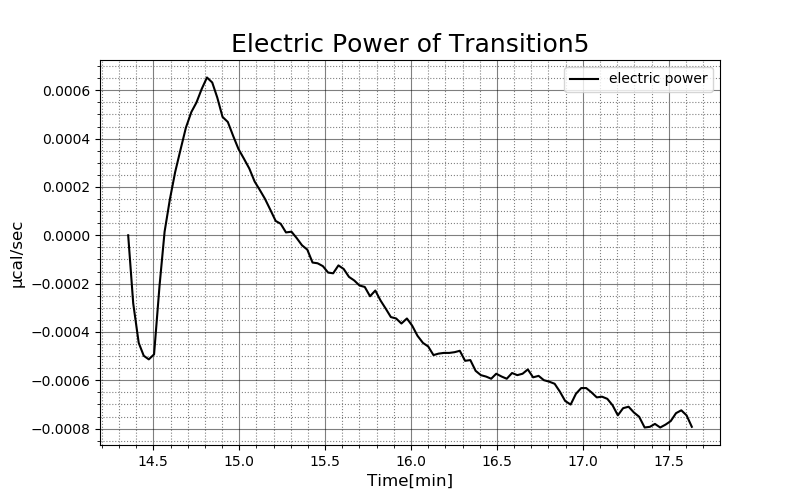 Electric Power of Transition5
electric power
0.0006
0.0004
0.0002
0.0000
−0.0002
−0.0004
−0.0006
−0.0008
μcal/sec
14.5 15.0 15.5 16.0 16.5 17.0 17.5
Time[min]